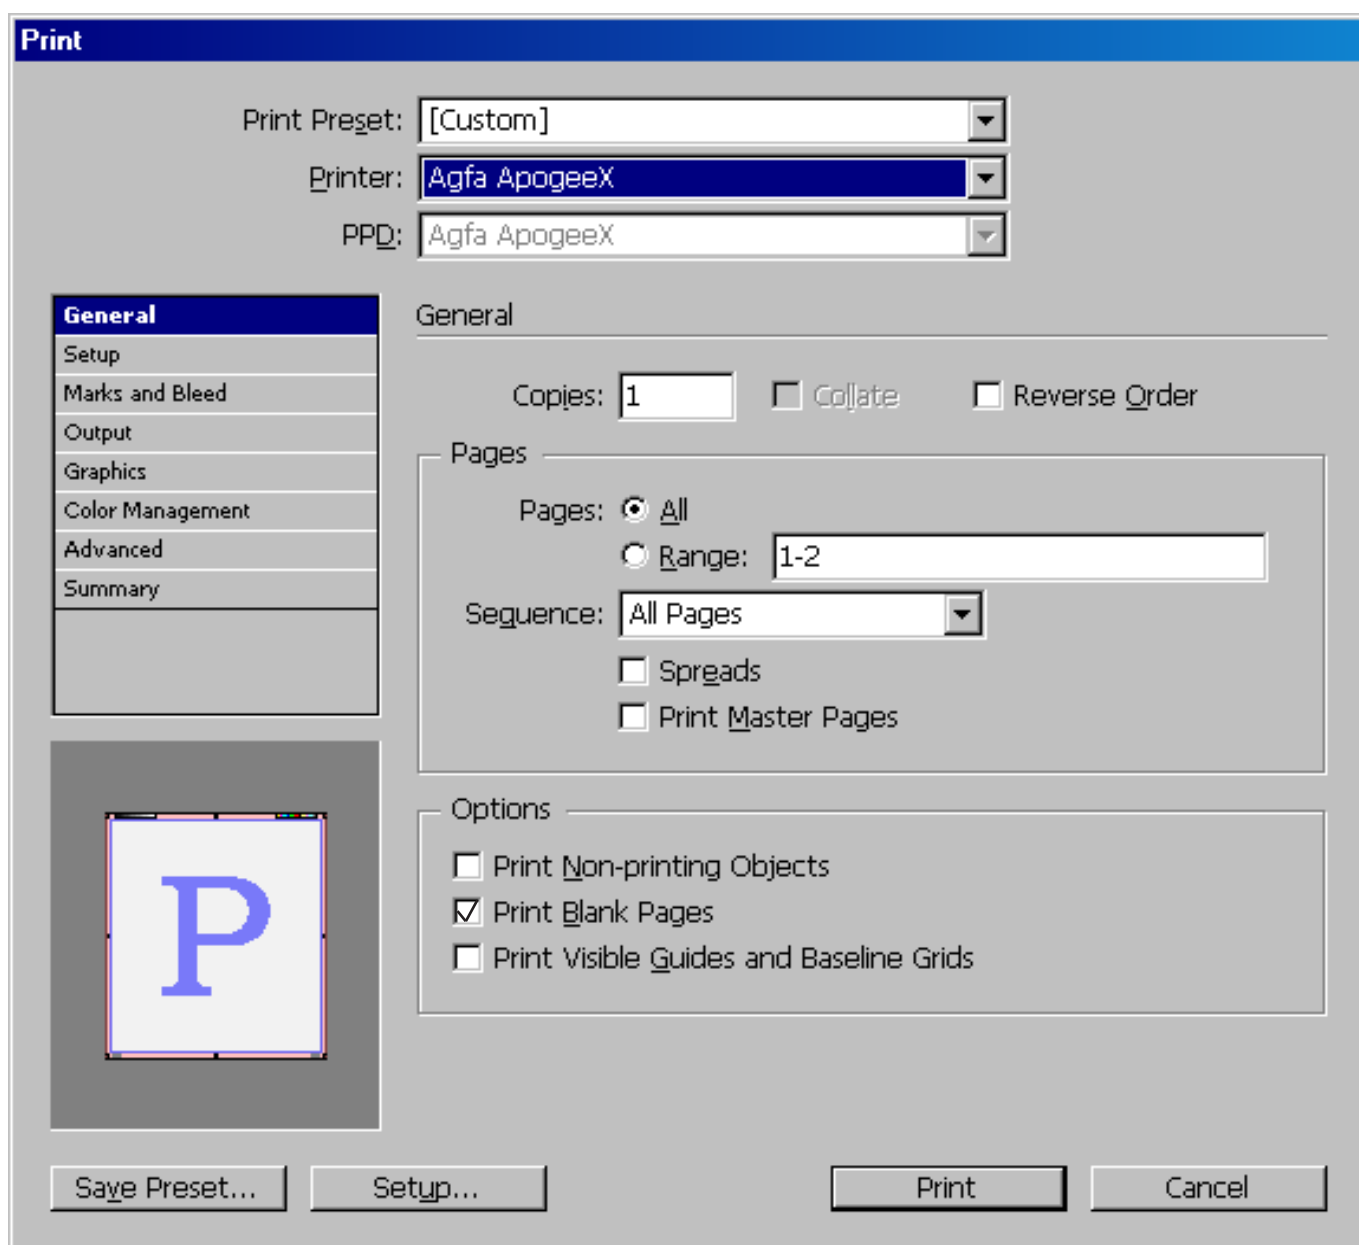 Print
Print Preset: [Custom]
Printer: Agfa ApogeeX
PPD: Agfa ApogeeX
General
Setup
Marks and Bleed
Output
Graphics
Color Management
Advanced
Summary
General
Copies: 1 Collate Reverse Order
Pages
Pages: All
Range: 1-2
Sequence: All Pages
Spreads
Print Master Pages
P
Options
Print Non-printing Objects
Print Blank Pages
Print Visible Guides and Baseline Grids
Save Preset... Setup... Print Cancel